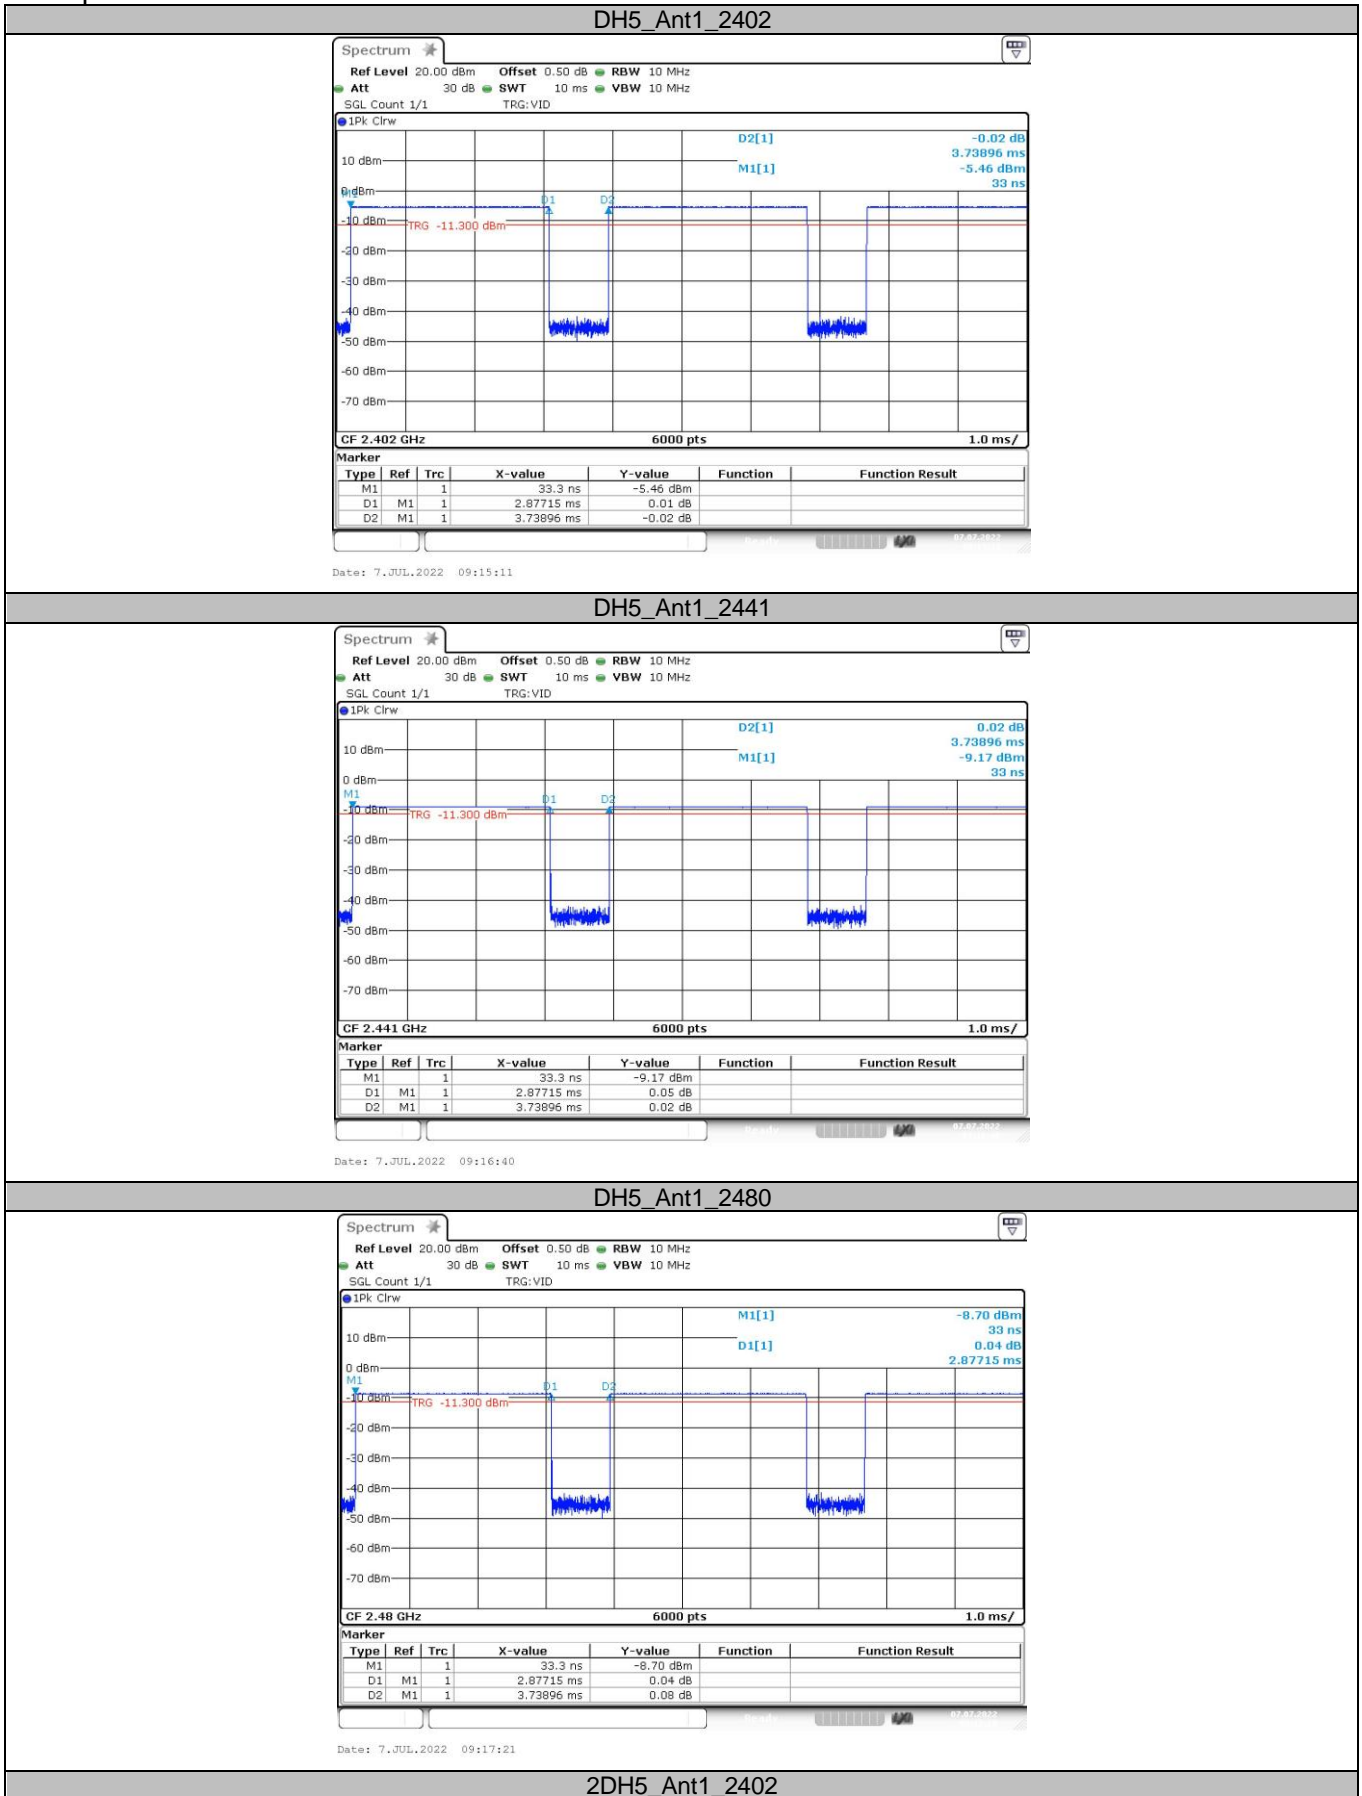 DH5_Ant1_2402
Spectrum
Ref Level 20.00 dBm Offset 0.50 dB RBW 10 MHz
Att 30 dB SWT 10 ms VBW 10 MHz
SGL Count 1/1 TRG:VID
1Pk Clrw
D2[1] -0.02 dB
3.73896 ms
10 dBm
M1[1] -5.46 dBm
33 ns
0 dBm
M1 D1 D2
-10 dBm
TRG -11.300 dBm
-20 dBm
-30 dBm
-40 dBm
-50 dBm
-60 dBm
-70 dBm
CF 2.402 GHz 6000 pts 1.0 ms/
Marker
Type Ref Trc X-value Y-value Function Function Result
M1 1 33.3 ns -5.46 dBm
D1 M1 1 2.87715 ms 0.01 dB
D2 M1 1 3.73896 ms -0.02 dB
Ready 07.07.2022
Date: 7.JUL.2022 09:15:11
DH5_Ant1_2441
Spectrum
Ref Level 20.00 dBm Offset 0.50 dB RBW 10 MHz
Att 30 dB SWT 10 ms VBW 10 MHz
SGL Count 1/1 TRG:VID
1Pk Clrw
D2[1] 0.02 dB
3.73896 ms
10 dBm
M1[1] -9.17 dBm
33 ns
0 dBm
M1 D1 D2
-10 dBm
TRG -11.300 dBm
-20 dBm
-30 dBm
-40 dBm
-50 dBm
-60 dBm
-70 dBm
CF 2.441 GHz 6000 pts 1.0 ms/
Marker
Type Ref Trc X-value Y-value Function Function Result
M1 1 33.3 ns -9.17 dBm
D1 M1 1 2.87715 ms 0.05 dB
D2 M1 1 3.73896 ms 0.02 dB
Ready 07.07.2022
Date: 7.JUL.2022 09:16:40
DH5_Ant1_2480
Spectrum
Ref Level 20.00 dBm Offset 0.50 dB RBW 10 MHz
Att 30 dB SWT 10 ms VBW 10 MHz
SGL Count 1/1 TRG:VID
1Pk Clrw
M1[1] -8.70 dBm
33 ns
10 dBm
D1[1] 0.04 dB
2.87715 ms
0 dBm
M1 D1 D2
-10 dBm
TRG -11.300 dBm
-20 dBm
-30 dBm
-40 dBm
-50 dBm
-60 dBm
-70 dBm
CF 2.48 GHz 6000 pts 1.0 ms/
Marker
Type Ref Trc X-value Y-value Function Function Result
M1 1 33.3 ns -8.70 dBm
D1 M1 1 2.87715 ms 0.04 dB
D2 M1 1 3.73896 ms 0.08 dB
Ready 07.07.2022
Date: 7.JUL.2022 09:17:21
2DH5_Ant1_2402